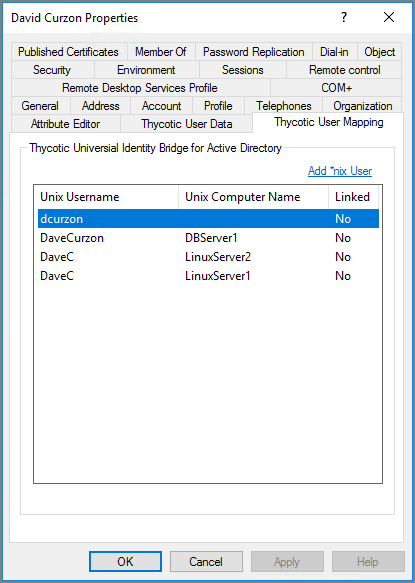 David Curzon Properties
?
Published Certificates Member Of Password Replication Dial-in Object
Security Environment Sessions Remote control
Remote Desktop Services Profile COM+
General Address Account Profile Telephones Organization
Attribute Editor Thycotic User Data Thycotic User Mapping
Thycotic Universial Identity Bridge for Active Directory
Add *nix User
Unix Username Unix Computer Name Linked
dcurzon No
DaveCurzon DBServer1 No
DaveC LinuxServer2 No
DaveC LinuxServer1 No
OK Cancel Apply Help